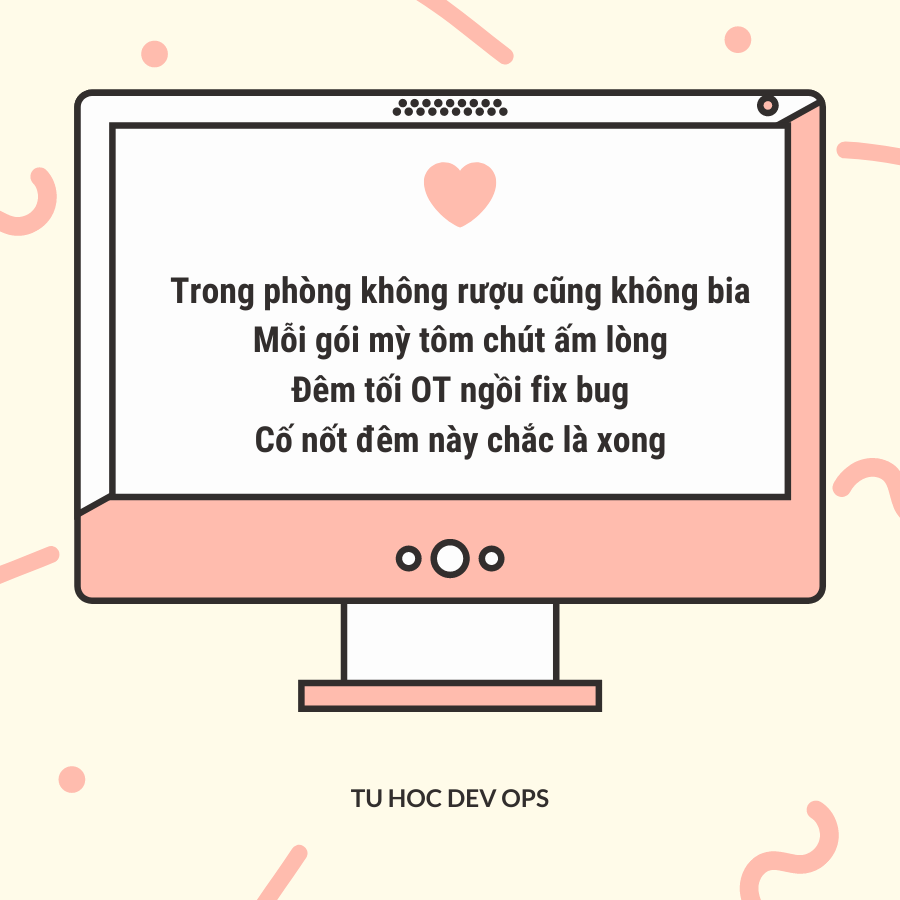 Trong phòng không rượu cũng không bia
Mỗi gói mỳ tôm chút ấm lòng
Đêm tối OT ngồi fix bug
Cố nốt đêm này chắc là xong
TU HOC DEV OPS